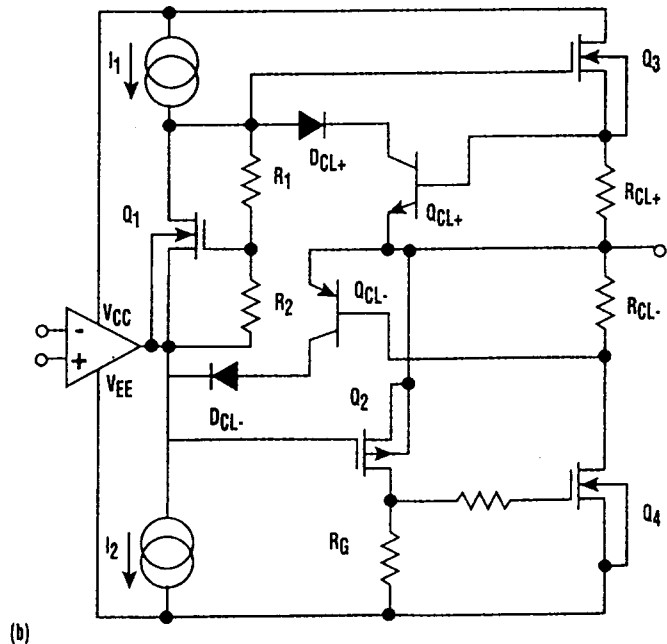 I1
Q3
R1
DCL+
RCL+
Q1
QCL+
R2
QCL-
RCL-
-
VCC
+
VEE
DCL-
Q2
Q4
I2
RG
(b)